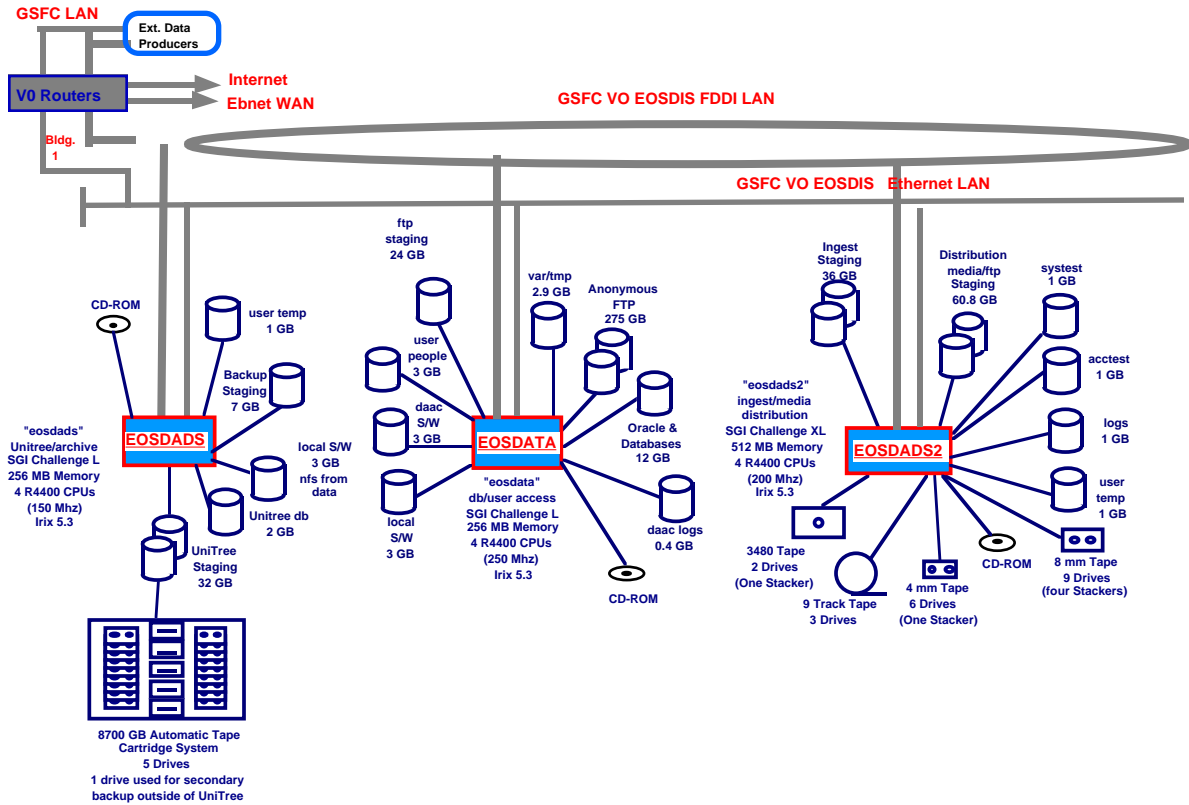 GSFC LAN
Ext. Data
Producers
V0 Routers
Internet
Ebnet WAN
Bldg.
1
GSFC VO EOSDIS FDDI LAN
GSFC VO EOSDIS Ethernet LAN
CD-ROM
user temp
1 GB
Backup
Staging
7 GB
"eosdads"
Unitree/archive
SGI Challenge L
256 MB Memory
4 R4400 CPUs
(150 Mhz)
Irix 5.3
EOSDADS
local S/W
3 GB
nfs from
data
Unitree db
2 GB
UniTree
Staging
32 GB
8700 GB Automatic Tape
Cartridge System
5 Drives
1 drive used for secondary
backup outside of UniTree
ftp
staging
24 GB
var/tmp
2.9 GB
Anonymous
FTP
275 GB
user
people
3 GB
daac
S/W
3 GB
local
S/W
3 GB
EOSDATA
Oracle &
Databases
12 GB
"eosdata"
db/user access
SGI Challenge L
256 MB Memory
4 R4400 CPUs
(250 Mhz)
Irix 5.3
daac logs
0.4 GB
CD-ROM
Ingest
Staging
36 GB
Distribution
media/ftp
Staging
60.8 GB
systest
1 GB
acctest
1 GB
logs
1 GB
user
temp
1 GB
"eosdads2"
ingest/media
distribution
SGI Challenge XL
512 MB Memory
4 R4400 CPUs
(200 Mhz)
Irix 5.3
EOSDADS2
3480 Tape
2 Drives
(One Stacker)
9 Track Tape
3 Drives
4 mm Tape
6 Drives
(One Stacker)
CD-ROM
8 mm Tape
9 Drives
(four Stackers)